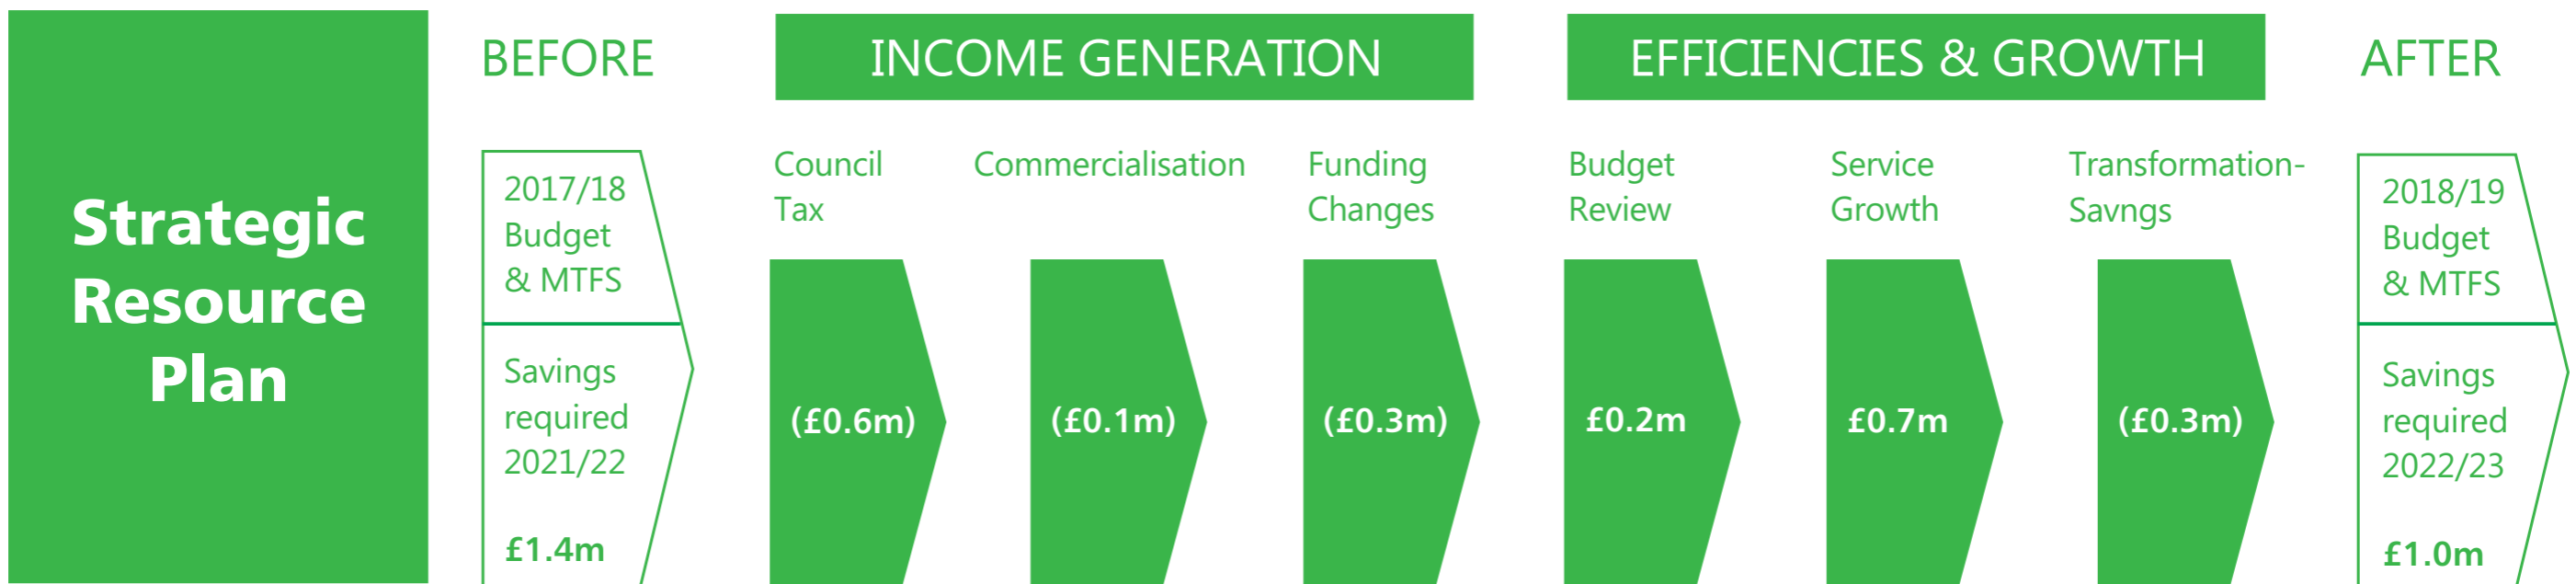 Strategic
Resource
Plan
BEFORE
2017/18
Budget
& MTFS
Savings
required
2021/22
£1.4m
INCOME GENERATION
Council
Tax
(£0.6m)
Commercialisation
(£0.1m)
Funding
Changes
(£0.3m)
EFFICIENCIES & GROWTH
Budget
Review
£0.2m
Service
Growth
£0.7m
Transformation-
Savngs
(£0.3m)
AFTER
2018/19
Budget
& MTFS
Savings
required
2022/23
£1.0m